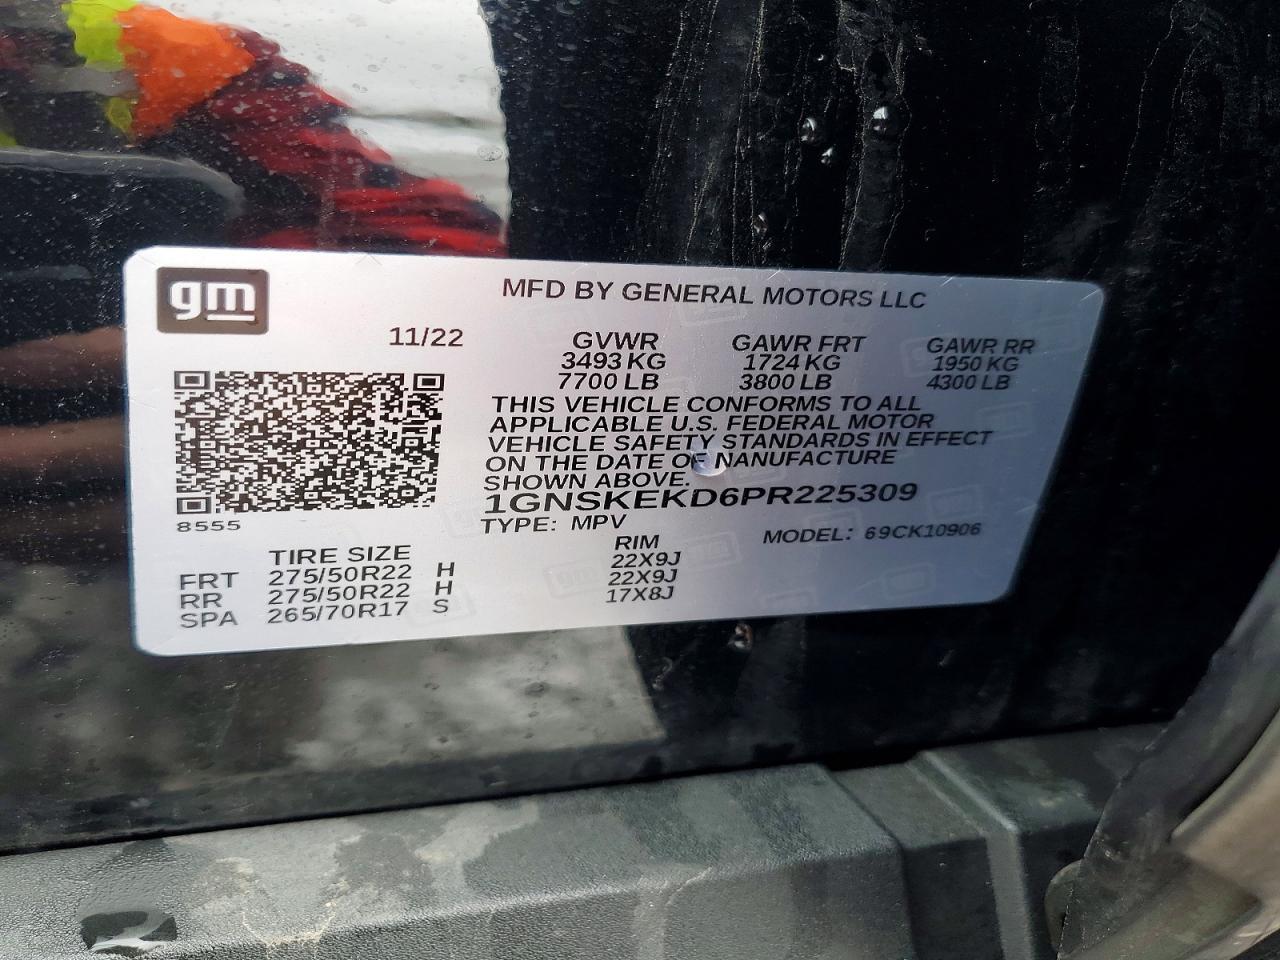 gm
MFD BY GENERAL MOTORS LLC
11/22
GVWR GAWR FRT GAWR RR
3493 KG 1724 KG 1950 KG
7700 LB 3800 LB 4300 LB
THIS VEHICLE CONFORMS TO ALL
APPLICABLE U.S. FEDERAL MOTOR
VEHICLE SAFETY STANDARDS IN EFFECT
ON THE DATE OF NANUFACTURE
SHOWN ABOVE.
1GNSKEKD6PR225309
8555
TYPE: MPV MODEL: 69CK10906
TIRE SIZE RIM
FRT 275/50R22 H 22X9J
RR 275/50R22 H 22X9J
SPA 265/70R17 S 17X8J